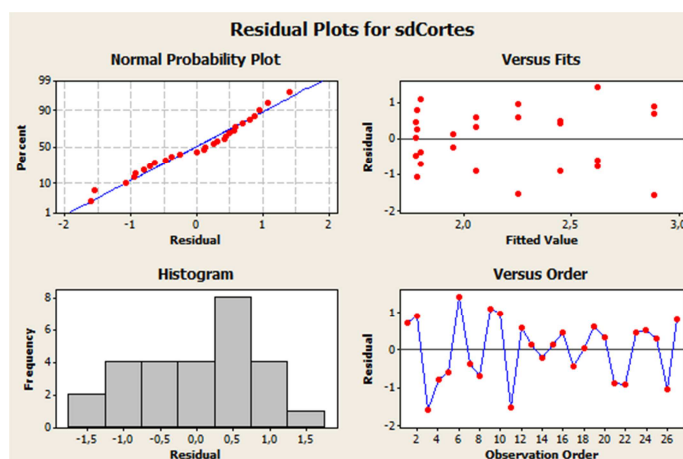 Residual Plots for sdCortes
Normal Probability Plot
Percent
99
90
50
10
1
-2 -1 0 1 2
Residual
Versus Fits
Residual
1
0
-1
-2
2,0 2,5 3,0
Fitted Value
Histogram
Frequency
8
6
4
2
0
-1,5 -1,0 -0,5 0,0 0,5 1,0 1,5
Residual
Versus Order
Residual
1
0
-1
-2
2 4 6 8 10 12 14 16 18 20 22 24 26
Observation Order